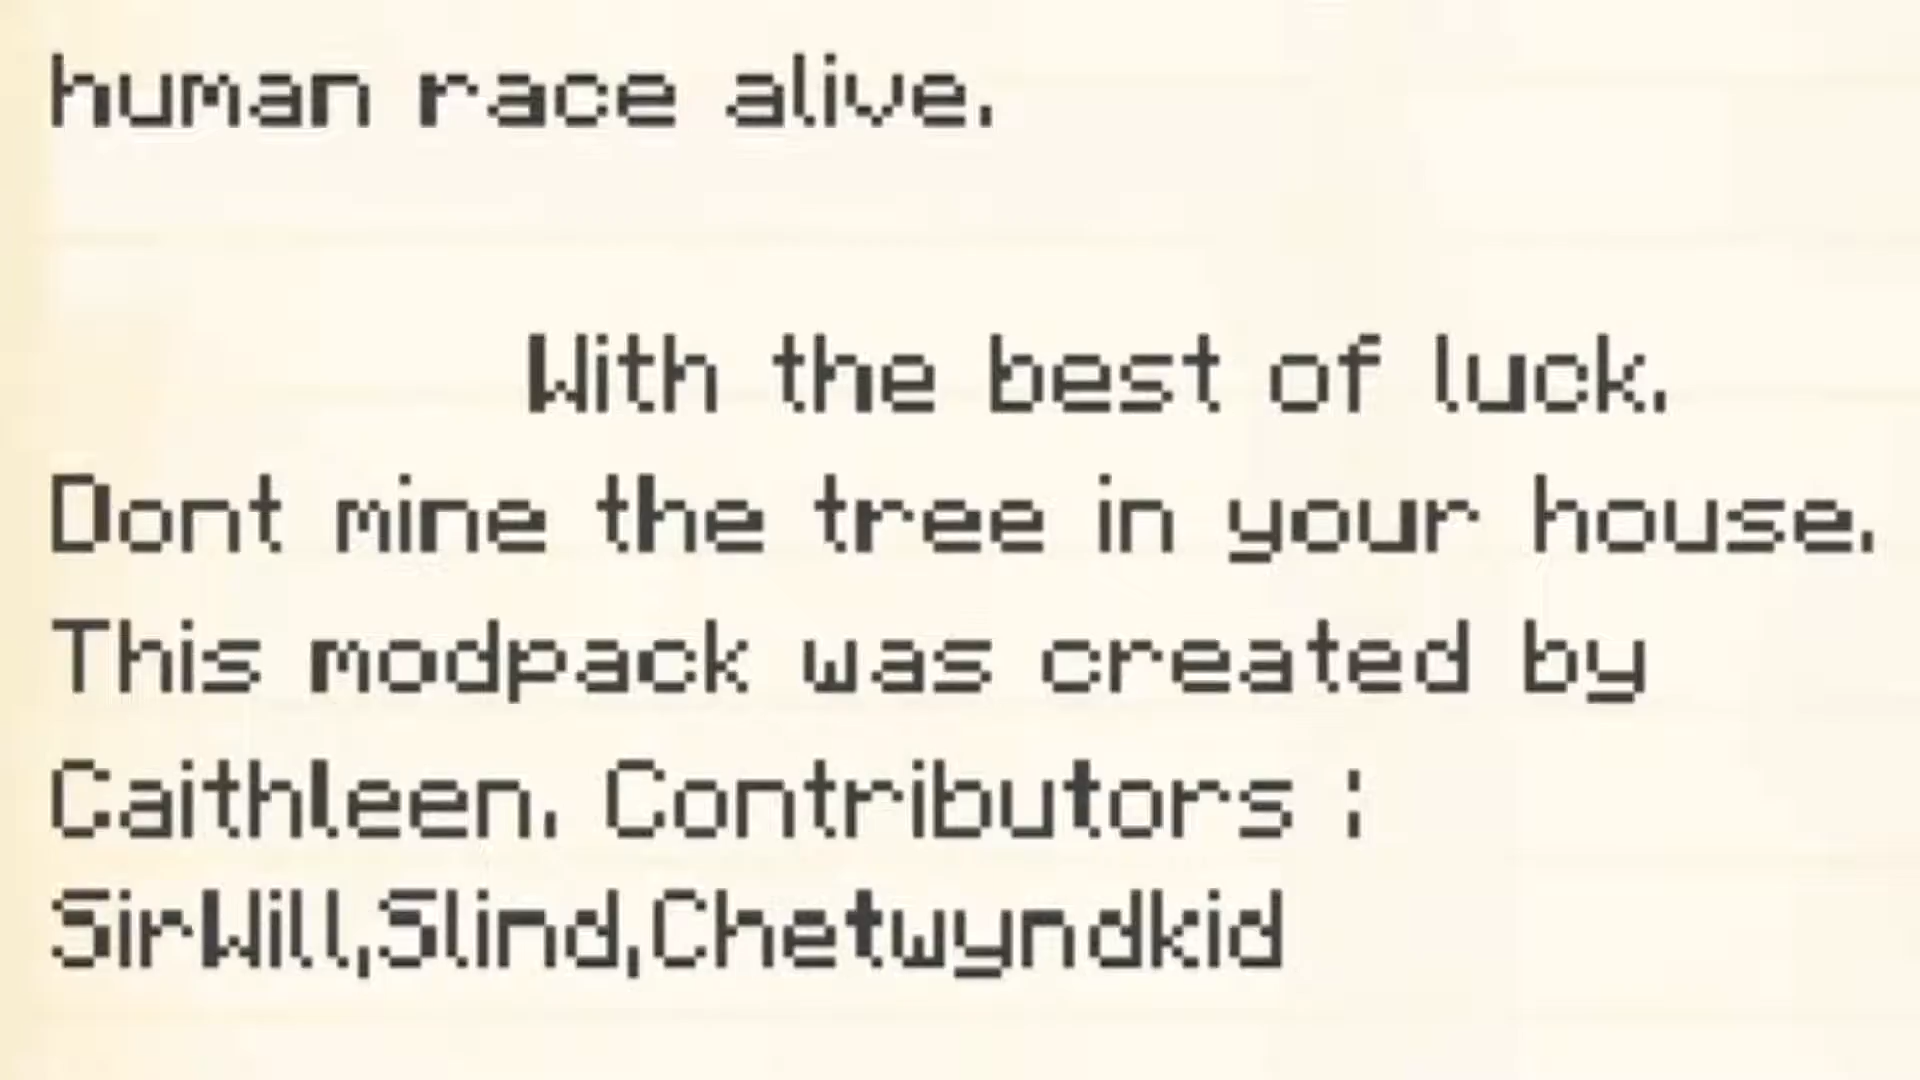 human race alive.
With the best of luck.
Dont mine the tree in your house.
This modpack was created by
Caithleen. Contributors :
SirWill,Slind,Chetwyndkid